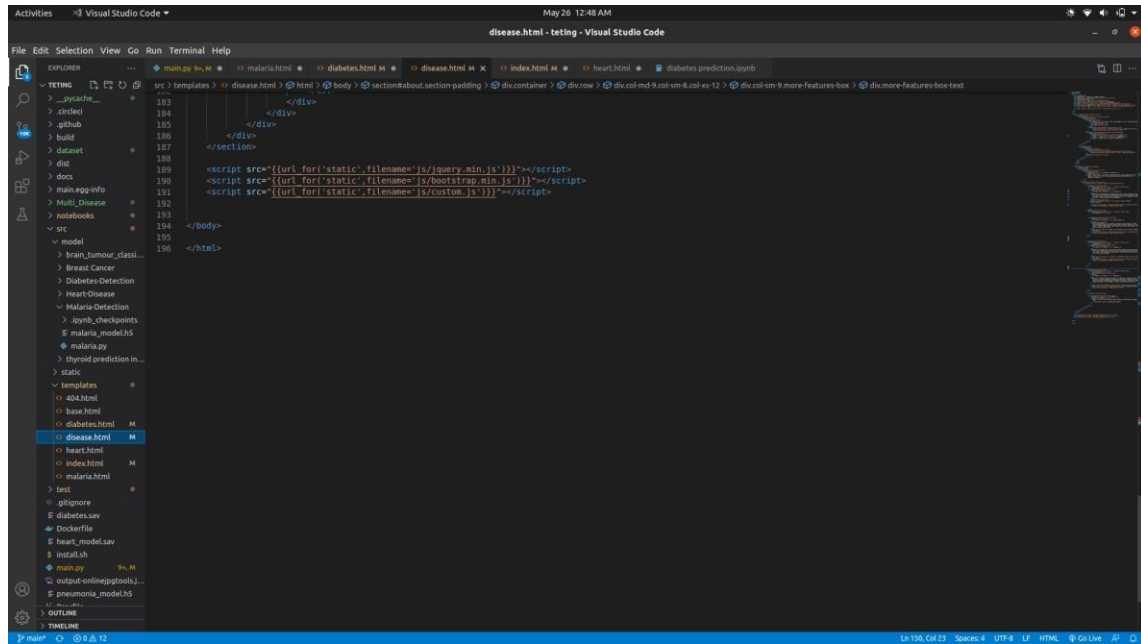 Activities Visual Studio Code May 26 12:48 AM
disease.html - teting - Visual Studio Code
File Edit Selection View Go Run Terminal Help
EXPLORER ... main.py 9+, M malaria.html diabetes.html M disease.html M index.html M heart.html diabetes prediction.ipynb
TETING src > templates > disease.html > html > body > section#about.section-padding > div.container > div.row > div.col-md-9.col-sm-6.col-xs-12 > div.col-sm-9.more-features-box > div.more-features-box-text
__pycache__
.circleci
.github
build
dataset
dist
docs
main.egg-info
Multi_Disease
notebooks
src
model
brain_tumour_classi...
Breast Cancer
Diabetes-Detection
Heart-Disease
Malaria-Detection
.ipynb_checkpoints
malaria_model.h5
malaria.py
thyroid prediction in...
static
templates
404.html
base.html
diabetes.html M
disease.html M
heart.html
index.html M
malaria.html
test
.gitignore
diabetes.sav
Dockerfile
heart_model.sav
install.sh
main.py 9+, M
output-onlinejpgtools.j...
pneumonia_model.h5
OUTLINE
TIMELINE
183 </div>
184 </div>
185 </div>
186 </div>
187 </section>
188
189 <script src="{{url_for('static',filename='js/jquery.min.js')}}"></script>
190 <script src="{{url_for('static',filename='js/bootstrap.min.js')}}"></script>
191 <script src="{{url_for('static',filename='js/custom.js')}}"></script>
192
193
194 </body>
195
196 </html>
main* 0 12 Ln 150, Col 23 Spaces: 4 UTF-8 LF HTML Go Live